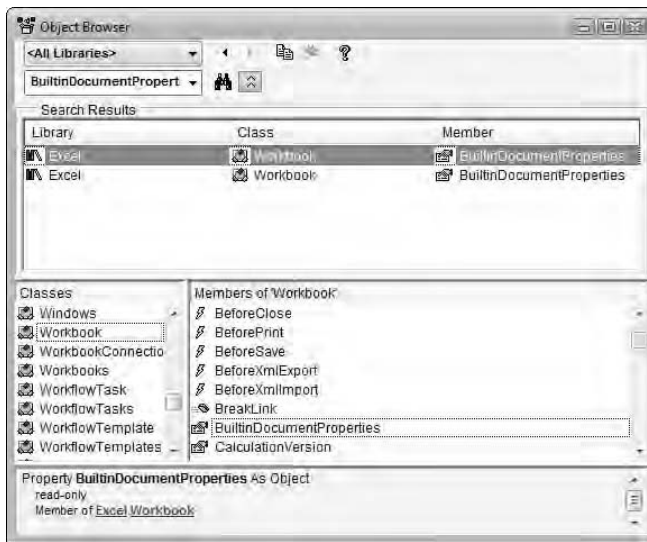 Object Browser
<All Libraries>
BuiltinDocumentPropert
Search Results
Library Class Member
Excel Workbook BuiltinDocumentProperties
Excel Workbook BuiltinDocumentProperties
Classes
Windows
Workbook
WorkbookConnectio
Workbooks
WorkflowTask
WorkflowTasks
WorkflowTemplate
WorkflowTemplates
Members of 'Workbook'
BeforeClose
BeforePrint
BeforeSave
BeforeXmlExport
BeforeXmlImport
BreakLink
BuiltinDocumentProperties
CalculationVersion
Property BuiltinDocumentProperties As Object
read-only
Member of Excel.Workbook